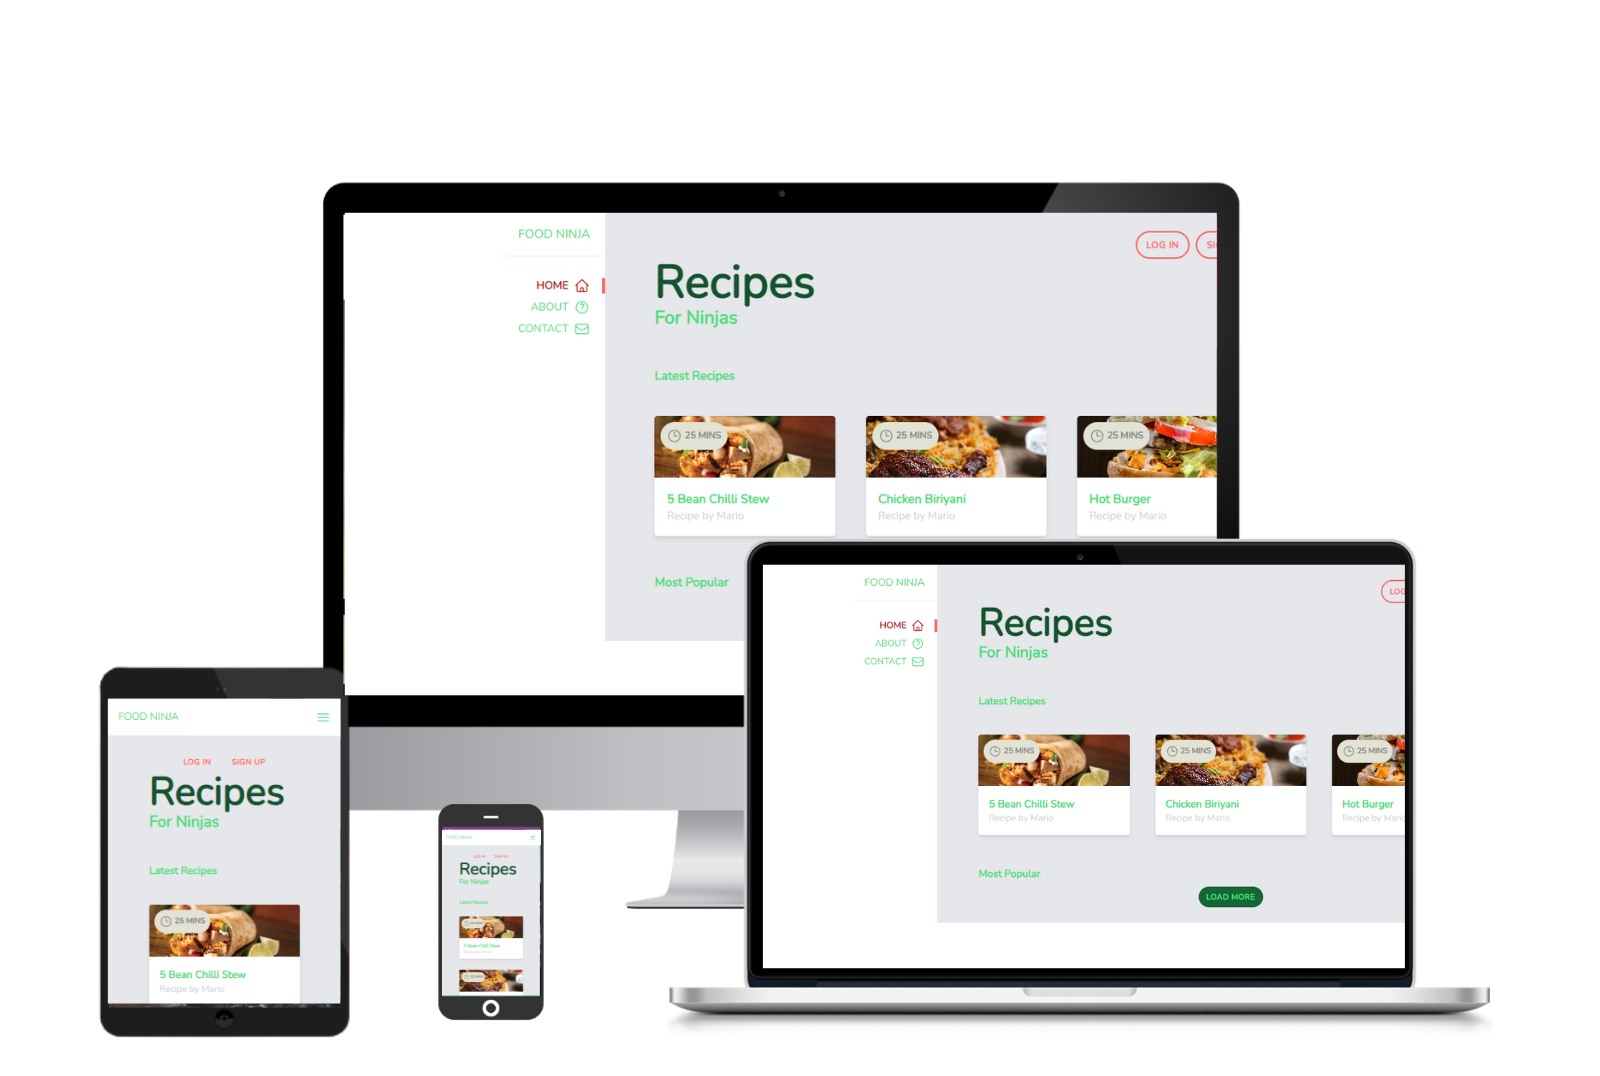 FOOD NINJA
HOME
ABOUT
CONTACT
LOG IN SI
Recipes
For Ninjas
Latest Recipes
25 MINS
5 Bean Chilli Stew
Recipe by Mario
25 MINS
Chicken Biriyani
Recipe by Mario
25 MINS
Hot Burger
Recipe by Mario
Most Popular
FOOD NINJA
HOME
ABOUT
CONTACT
LOG
Recipes
For Ninjas
Latest Recipes
25 MINS
5 Bean Chilli Stew
Recipe by Mario
25 MINS
Chicken Biriyani
Recipe by Mario
25 MINS
Hot Burger
Recipe by Mario
Most Popular
LOAD MORE
FOOD NINJA
LOG IN SIGN UP
Recipes
For Ninjas
Latest Recipes
25 MINS
5 Bean Chilli Stew
Recipe by Mario
FOOD NINJA
LOG IN SIGN UP
Recipes
For Ninjas
Latest Recipes
25 MINS
5 Bean Chilli Stew
Recipe by Mario
25 MINS